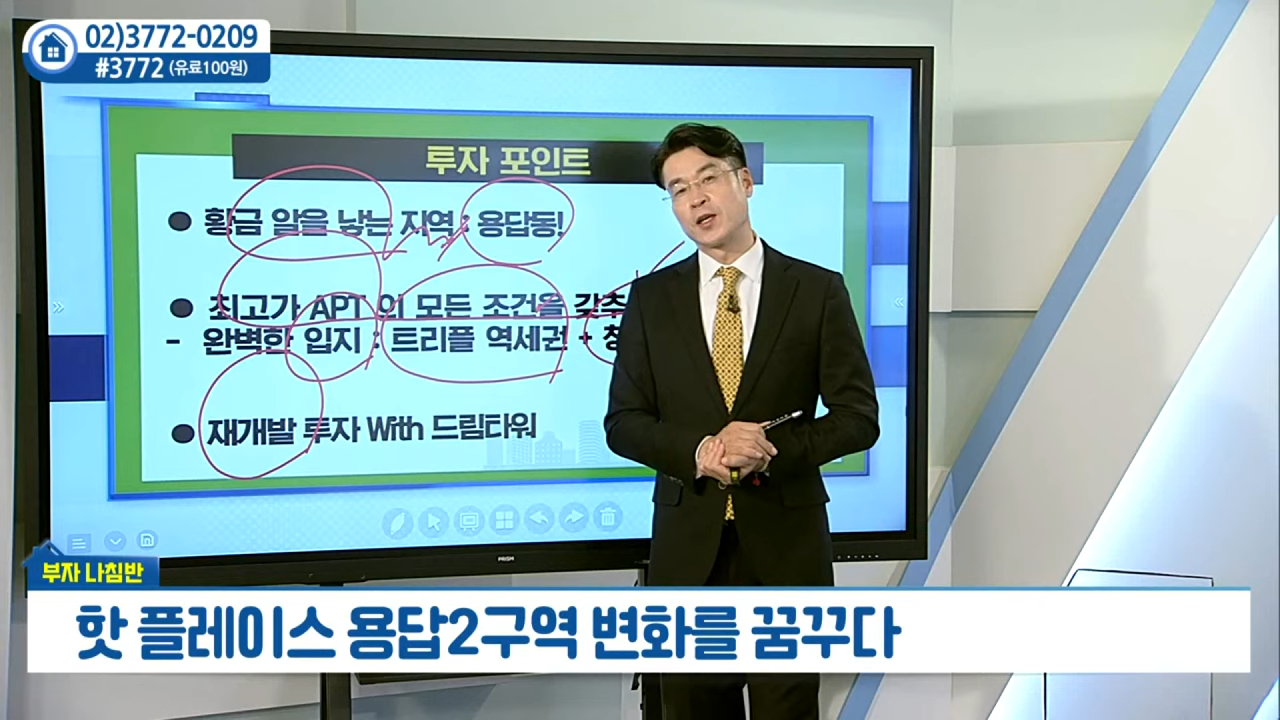 02)3772-0209
#3772 (유료100원)
투자 포인트
● 황금 알을 낳는 지역 : 용답동!
● 최고가 APT 의 모든 조건을 갖추
- 완벽한 입지 : 트리플 역세권 +
● 재개발 투자 With 드림타워
PRISM
부자 나침반
핫 플레이스 용답2구역 변화를 꿈꾸다